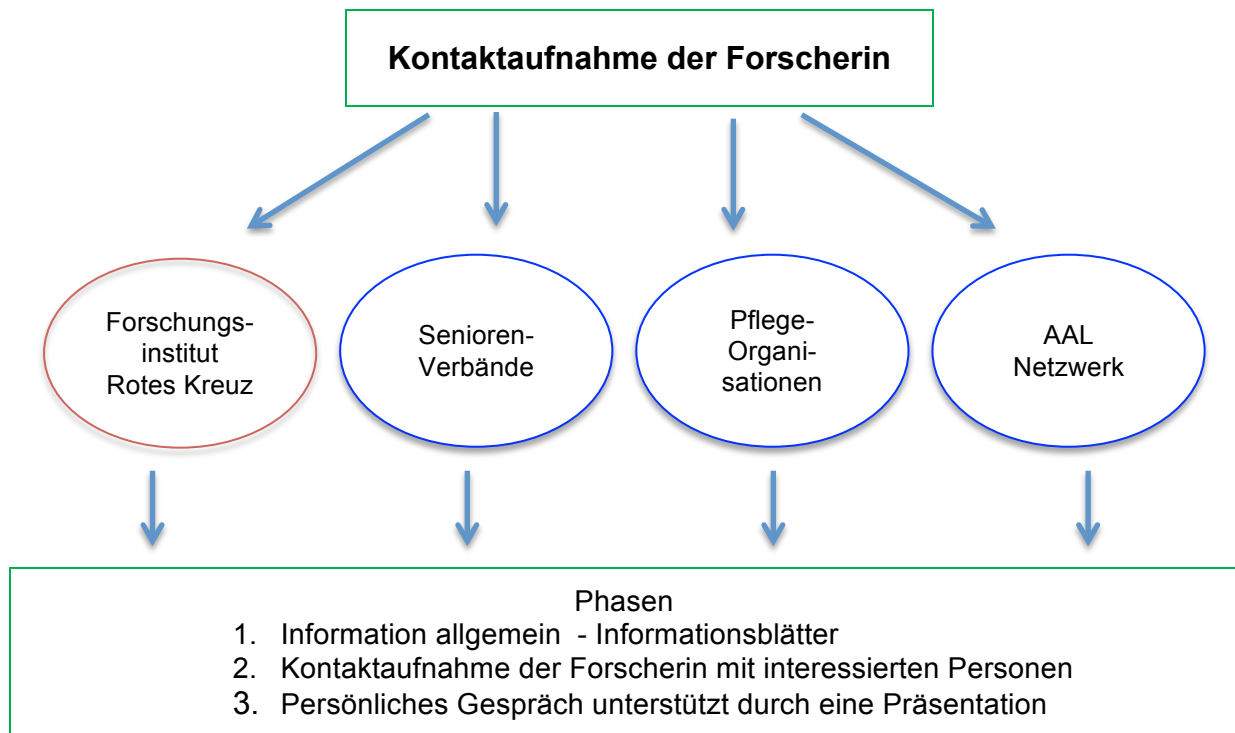 Kontaktaufnahme der Forscherin
Forschungs-
institut
Rotes Kreuz
Senioren-
Verbände
Pflege-
Organi-
sationen
AAL
Netzwerk
Phasen
1. Information allgemein - Informationsblätter
2. Kontaktaufnahme der Forscherin mit interessierten Personen
3. Persönliches Gespräch unterstützt durch eine Präsentation